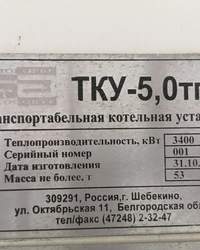 ТКУ-5,0тг
анспортабельная котельная уста
Теплопроизводительность, кВт 3400
Серийный номер 001
Дата изготовления 31.10.
Масса не более, т 53
309291, Россия,г. Шебекино,
ул. Октябрьская 11, Белгородская об
тел/факс (47248) 2-32-47